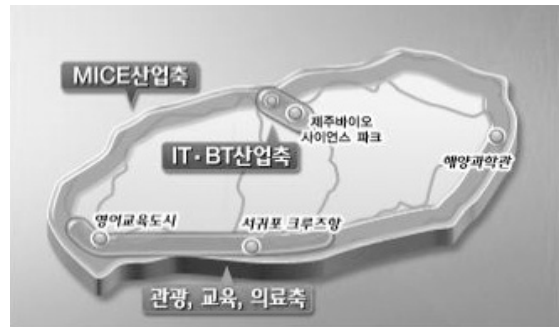 MICE산업축
제주바이오
사이언스 파크
IT·BT산업축
해양과학관
영어교육도시
서귀포 크루즈항
관광, 교육, 의료축